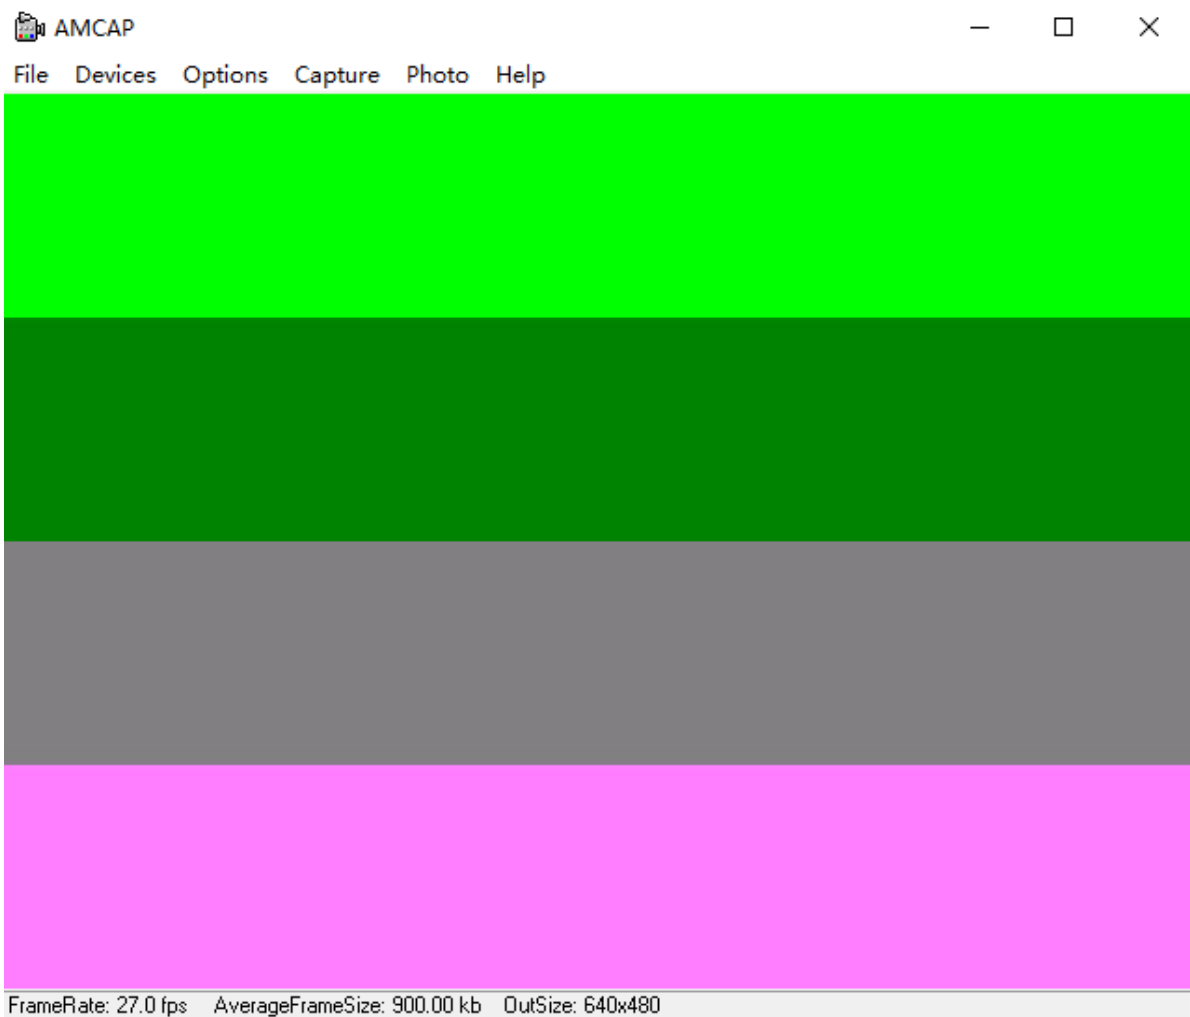 AMCAP
File Devices Options Capture Photo Help
FrameRate: 27.0 fps AverageFrameSize: 900.00 kb OutSize: 640x480